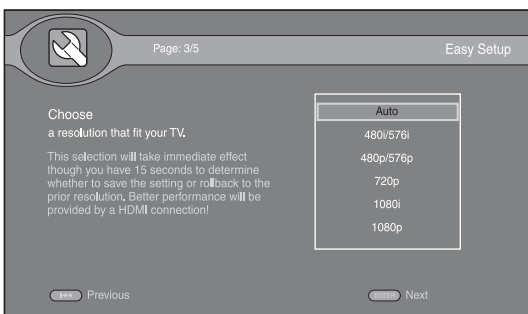 Page: 3/5
Easy Setup
Choose
a resolution that fit your TV.
This selection will take immediate effect
though you have 15 seconds to determine
whether to save the setting or rollback to the
prior resolution. Better performance will be
provided by a HDMI connection!
Auto
480i/576i
480p/576p
720p
1080i
1080p
Previous
ENTER Next